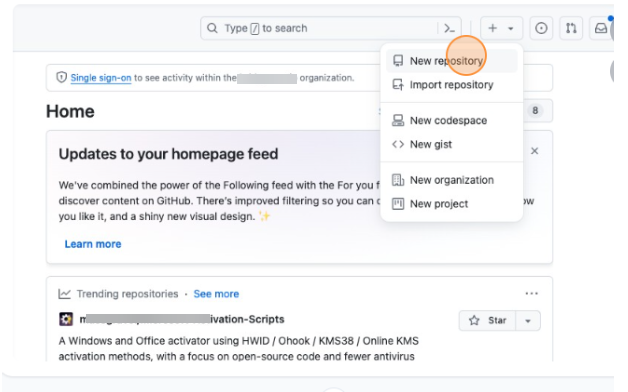 Type / to search
New repository
Import repository
New codespace
New gist
New organization
New project
Single sign-on to see activity within the organization.
Home
8
Updates to your homepage feed
We've combined the power of the Following feed with the For you f
discover content on GitHub. There's improved filtering so you can c ow
you like it, and a shiny new visual design. ✨
Learn more
Trending repositories · See more
ivation-Scripts
Star
A Windows and Office activator using HWID / Ohook / KMS38 / Online KMS
activation methods, with a focus on open-source code and fewer antivirus